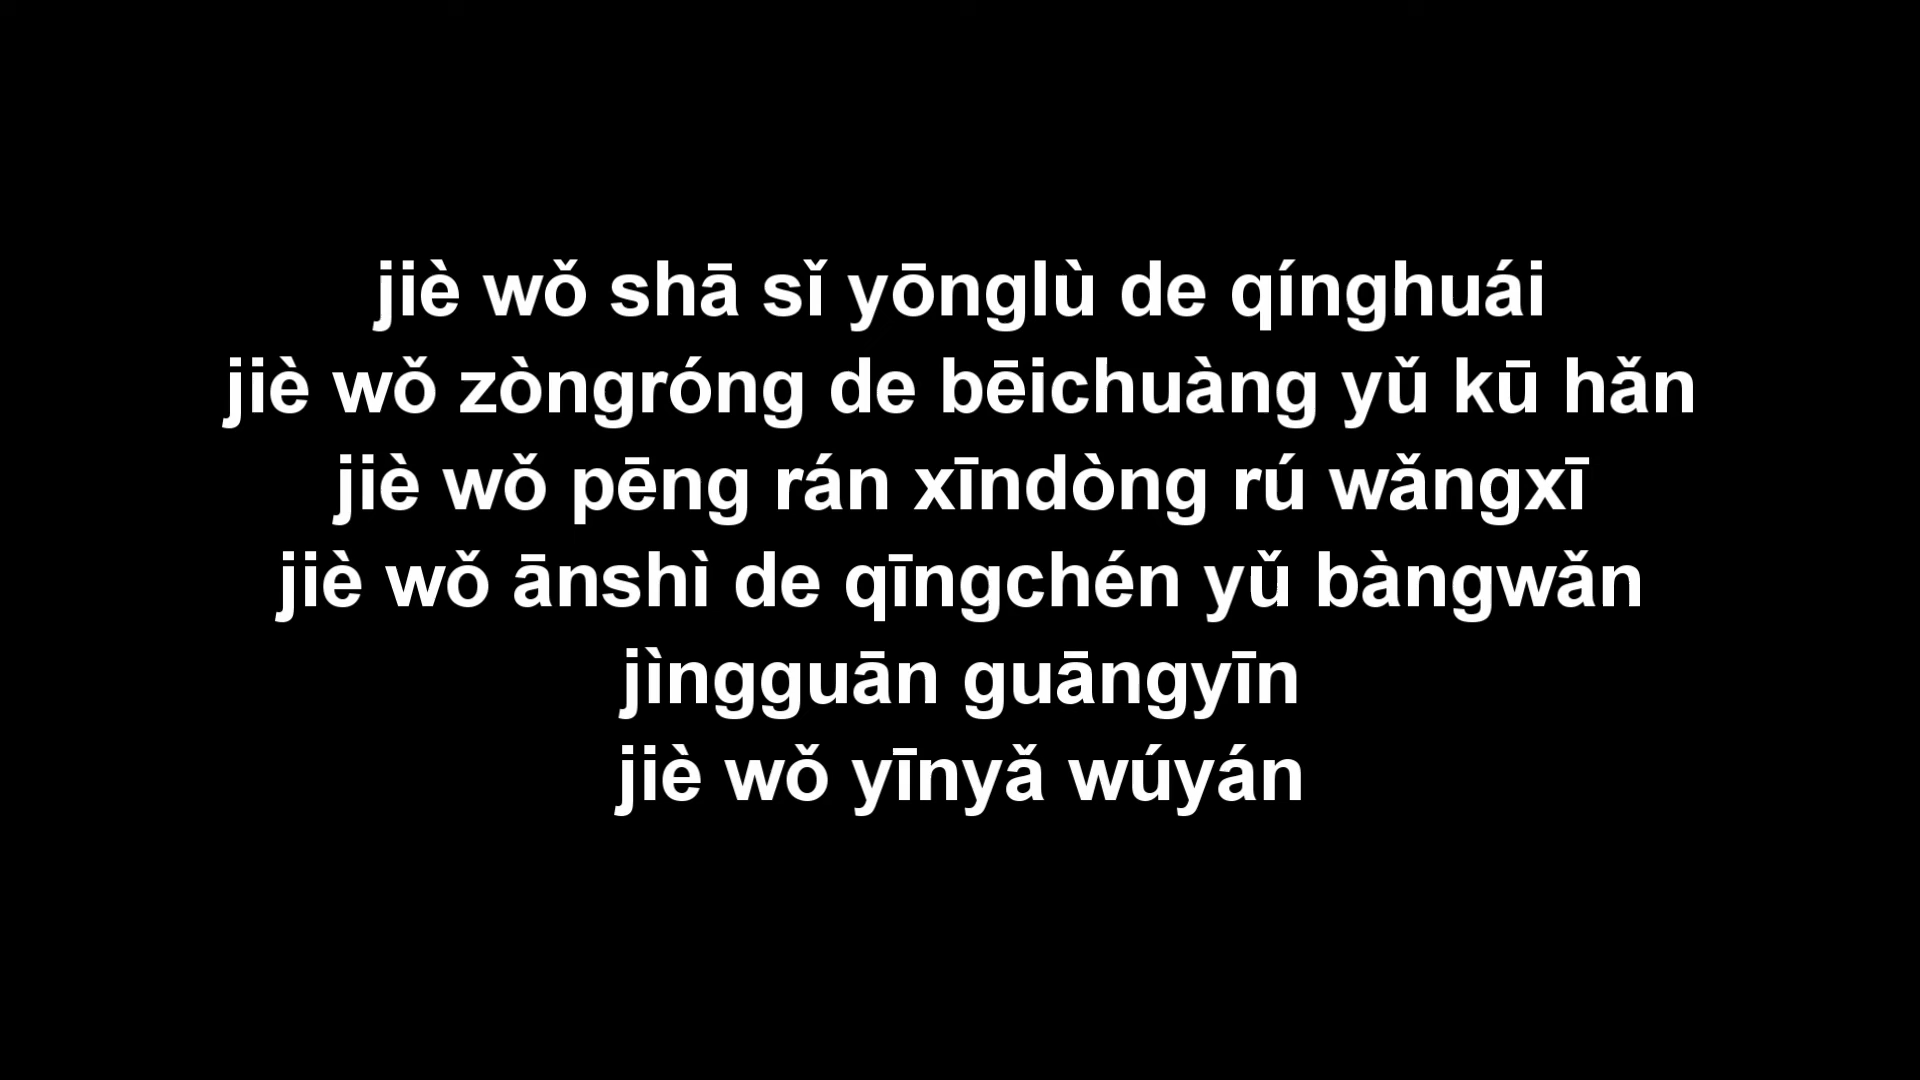 jiè wǒ shā sǐ yōnglù de qínghuái
jiè wǒ zòngróng de bēichuàng yǔ kū hǎn
jiè wǒ pēng rán xīndòng rú wǎngxī
jiè wǒ ānshì de qīngchén yǔ bàngwǎn
jìngguān guāngyīn
jiè wǒ yīnyǎ wúyán